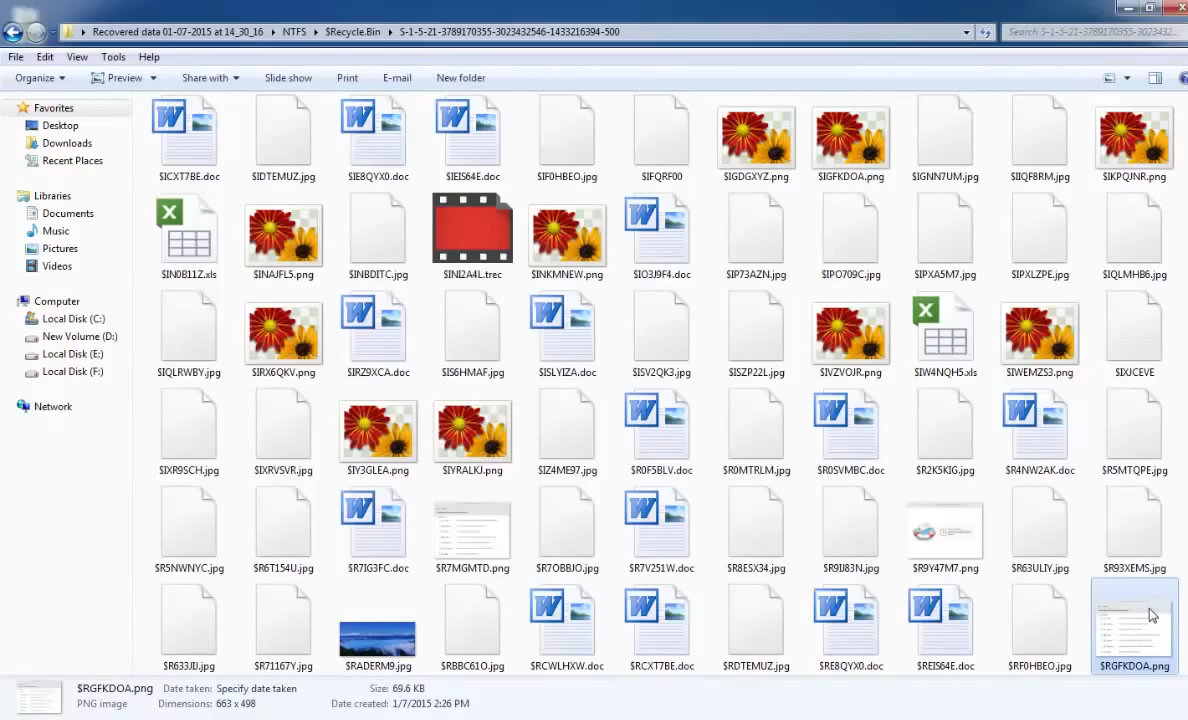 Recovered data 01-07-2015 at 14_30_16 ▸ NTFS ▸ $Recycle.Bin ▸ S-1-5-21-3789170355-3023432546-1433216394-500
Search S-1-5-21-3789170355-3023432...
File Edit View Tools Help
Organize Preview Share with Slide show Print E-mail New folder
Favorites
Desktop
Downloads
Recent Places
Libraries
Documents
Music
Pictures
Videos
Computer
Local Disk (C:)
New Volume (D:)
Local Disk (E:)
Local Disk (F:)
Network
$ICXT7BE.doc $IDTEMUZ.jpg $IE8QYX0.doc $IEIS64E.doc $IF0HBEO.jpg $IFQRF00 $IGDGXYZ.png $IGFKDOA.png $IGNN7UM.jpg $IIQF8RM.jpg $IKPQJNR.png
$IN0B11Z.xls $INAJFL5.png $INBDITC.jpg $INI2A4L.trec $INKMNEW.png $IO3J9F4.doc $IP73AZN.jpg $IPO709C.jpg $IPXA5M7.jpg $IPXLZPE.jpg $IQLMHB6.jpg
$IQLRWBY.jpg $IRX6QKV.png $IRZ9XCA.doc $IS6HMAF.jpg $ISLYIZA.doc $ISV2QK3.jpg $ISZP22L.jpg $IVZVOJR.png $IW4NQH5.xls $IWEMZS3.png $IXJCEVE
$IXR9SCH.jpg $IXRVSVR.jpg $IY3GLEA.png $IYRALKJ.png $IZ4ME97.jpg $R0F5BLV.doc $R0MTRLM.jpg $R0SVMBC.doc $R2K5KIG.jpg $R4NW2AK.doc $R5MTQPE.jpg
$R5NWNYC.jpg $R6T154U.jpg $R7IG3FC.doc $R7MGMTD.png $R7OBBJO.jpg $R7V251W.doc $R8ESX34.jpg $R9IJ83N.jpg $R9Y47M7.png $R63ULIY.jpg $R93XEMS.jpg
$R633JIJ.jpg $R71167Y.jpg $RADERM9.jpg $RBBC61O.jpg $RCWLHXW.doc $RCXT7BE.doc $RDTEMUZ.jpg $RE8QYX0.doc $REIS64E.doc $RF0HBEO.jpg $RGFKDOA.png
$RGFKDOA.png Date taken: Specify date taken Size: 69.6 KB
PNG image Dimensions: 663 x 498 Date created: 1/7/2015 2:26 PM